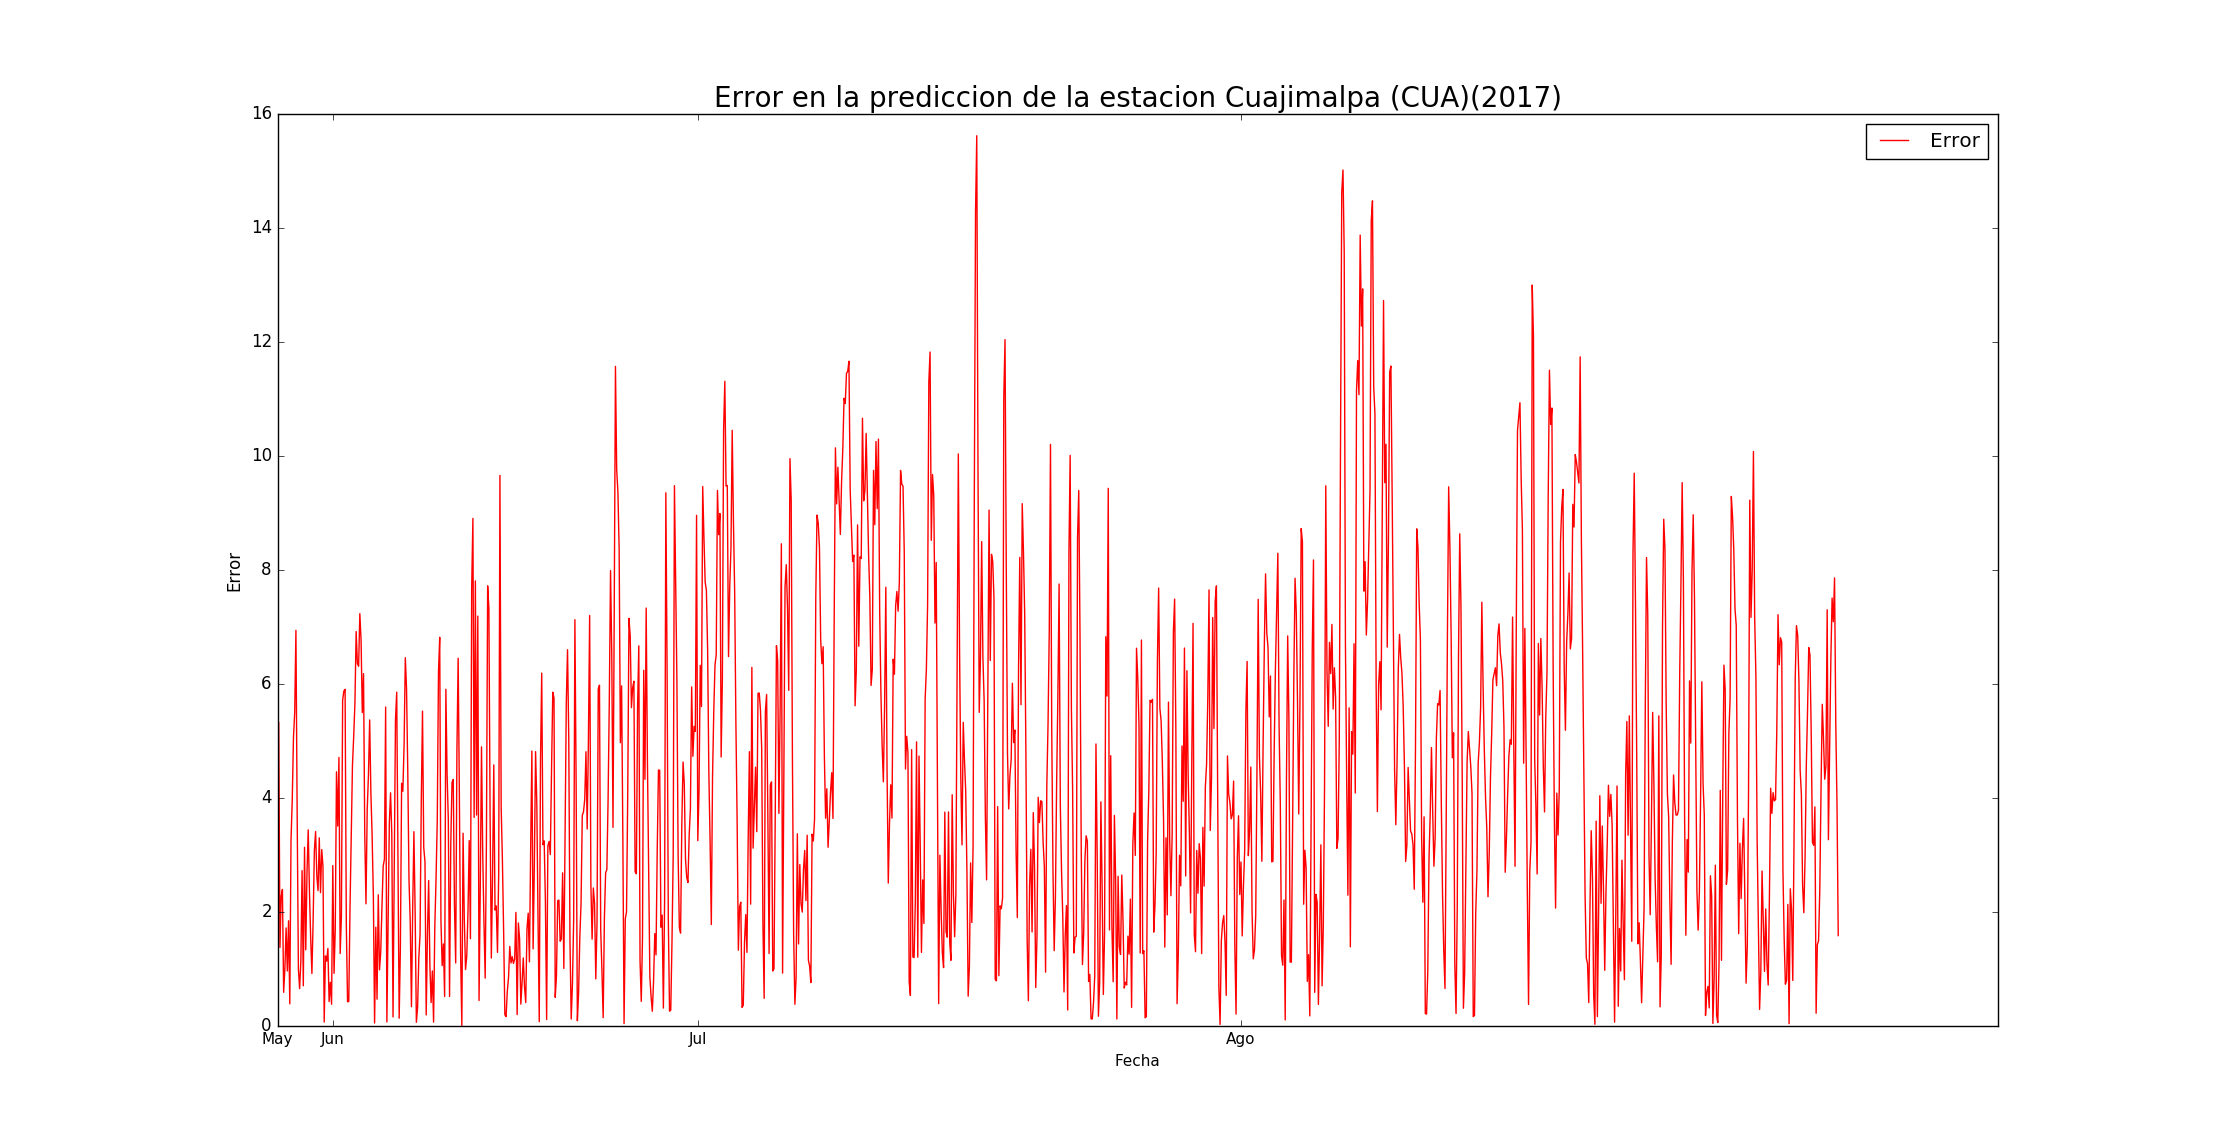 Error en la prediccion de la estacion Cuajimalpa (CUA)(2017)
Error
16
14
12
10
8
6
4
2
0
Error
May Jun Jul Ago
Fecha